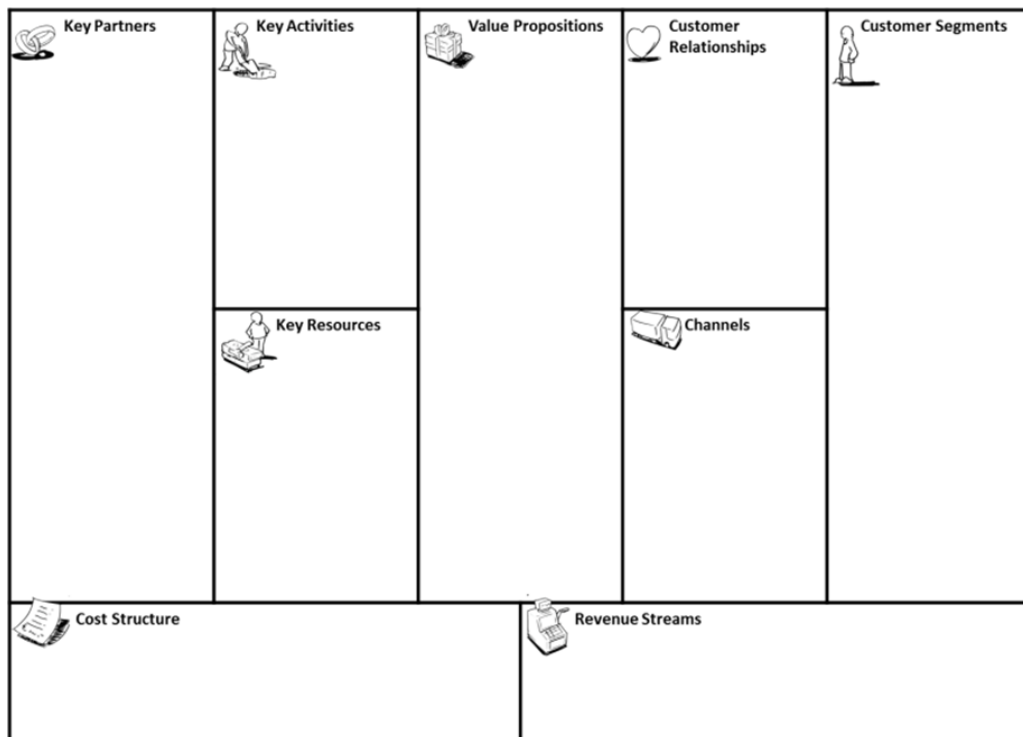 Key Partners
Key Activities
Value Propositions
Customer
Relationships
Customer Segments
Key Resources
Channels
Cost Structure
Revenue Streams